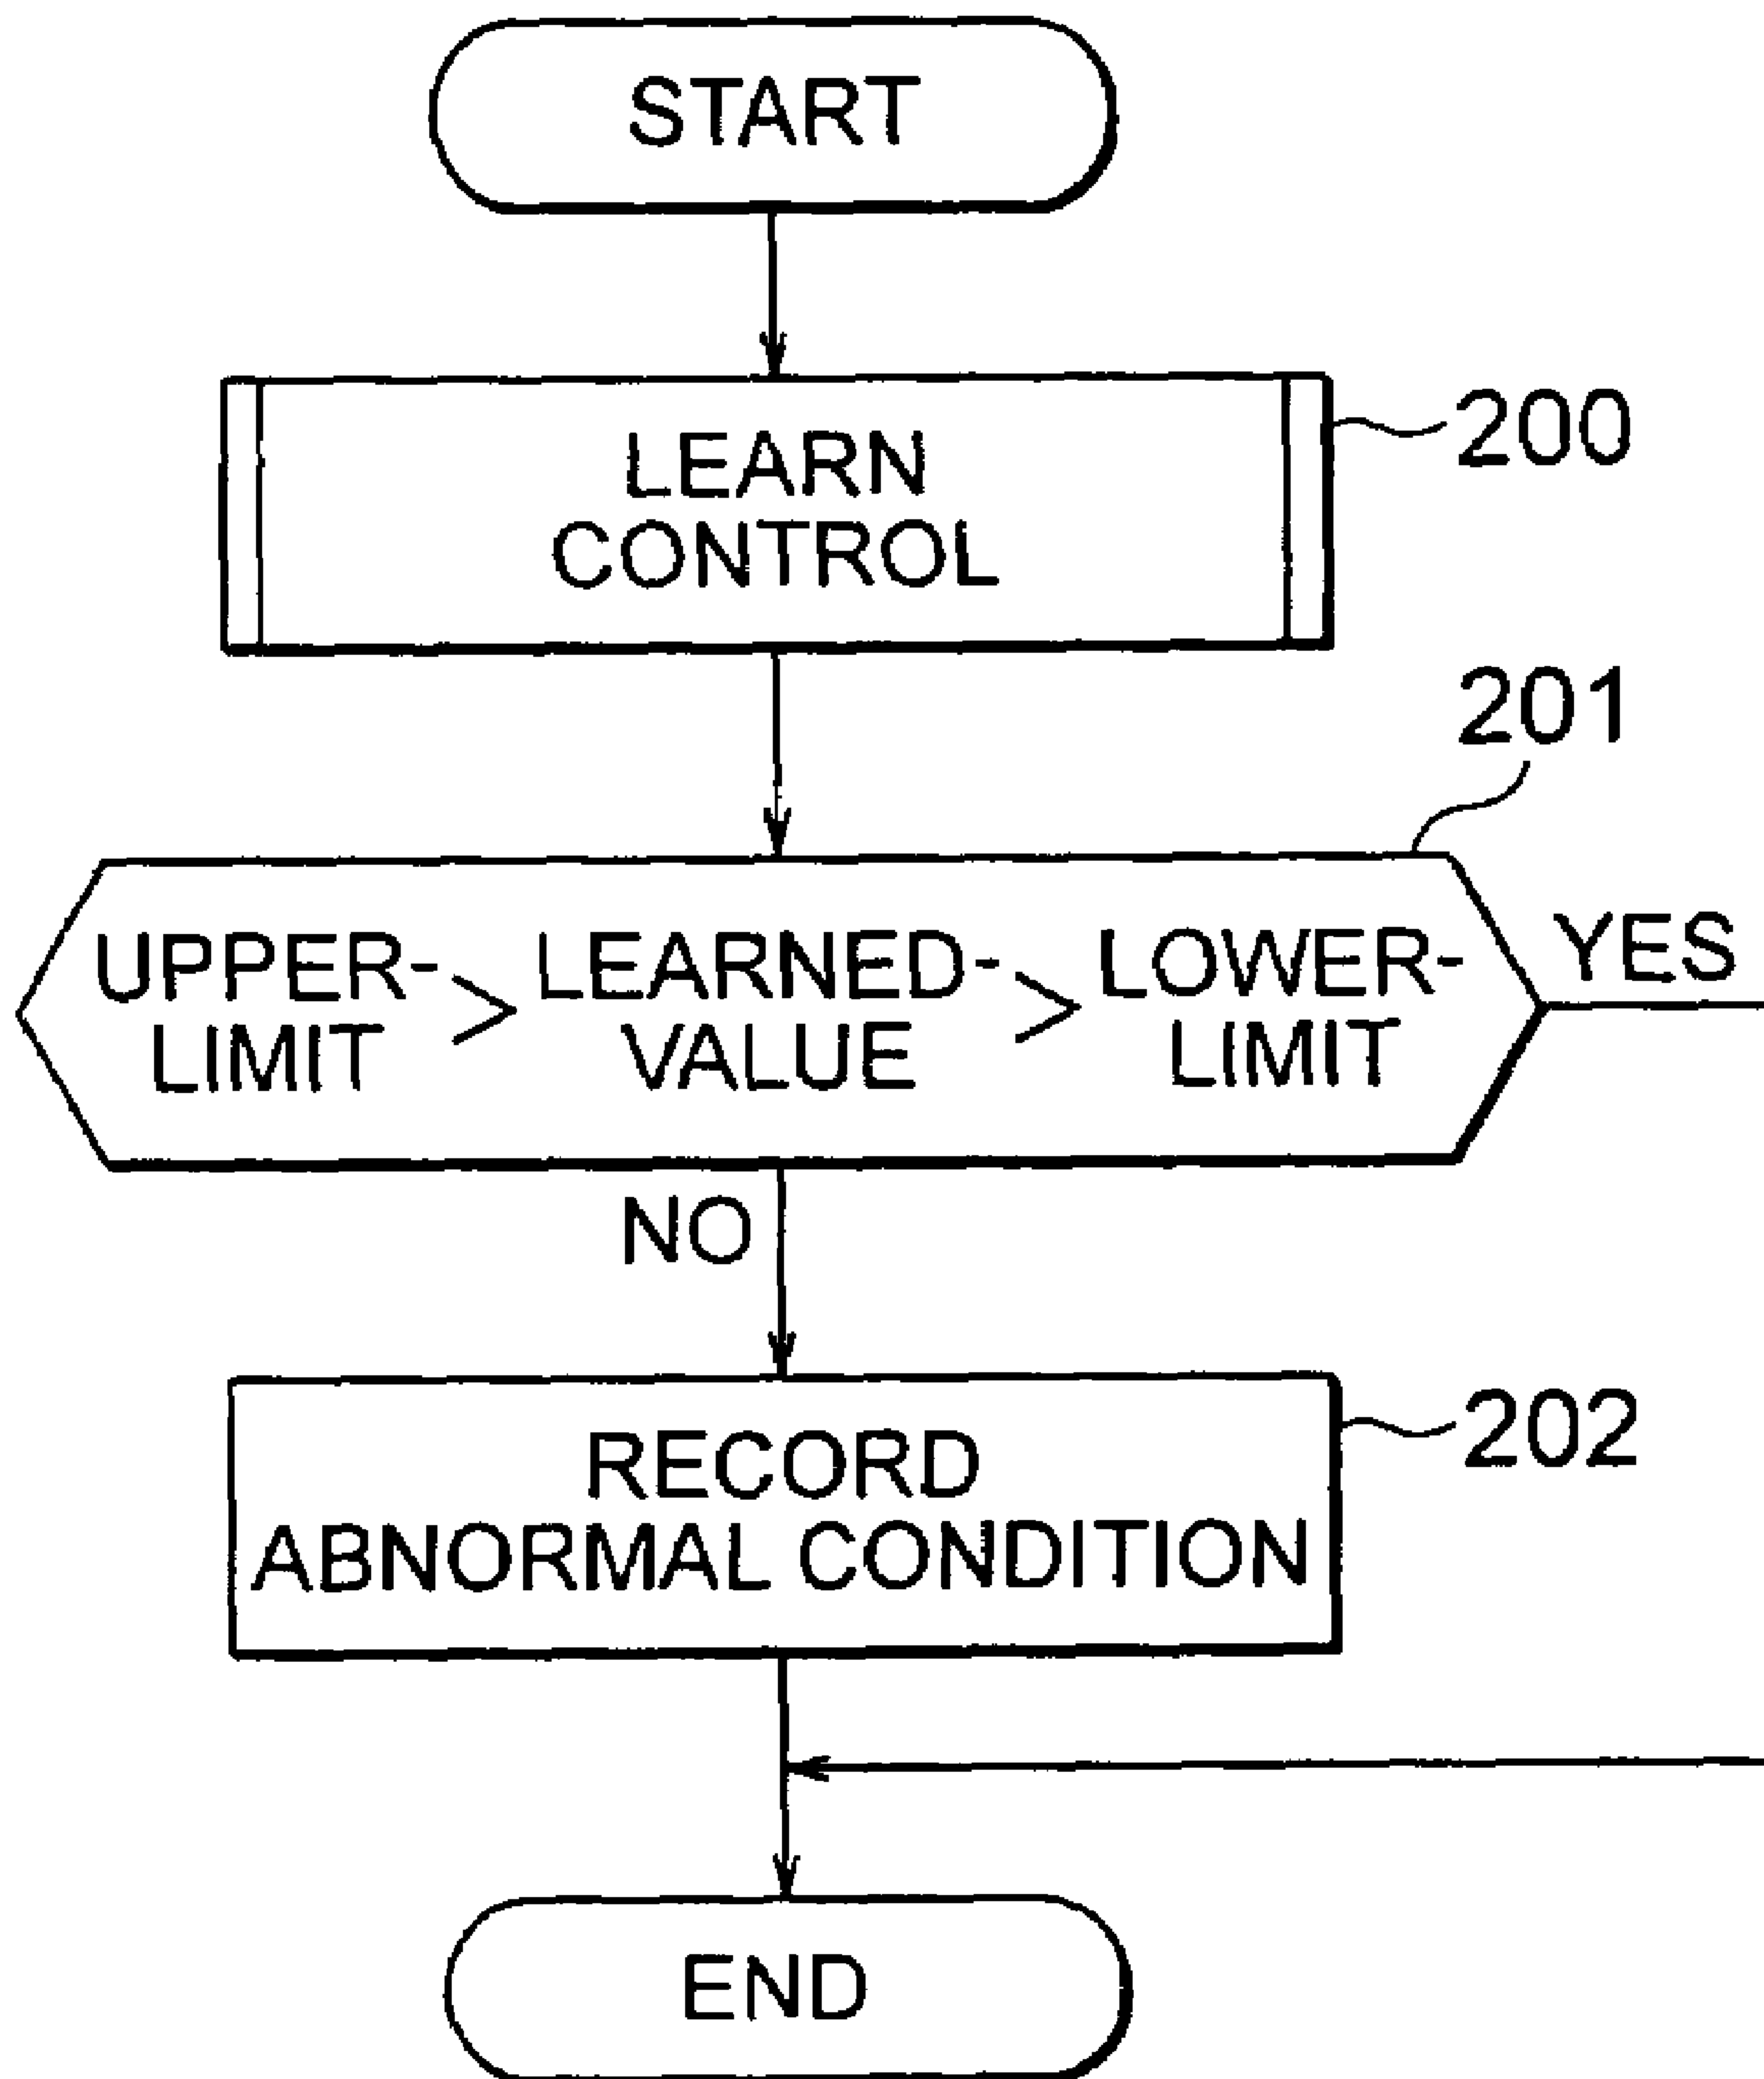 START
LEARN
CONTROL
200
201
UPPER- > LEARNED- > LOWER-
LIMIT VALUE LIMIT
YES
NO
RECORD
ABNORMAL CONDITION
202
END